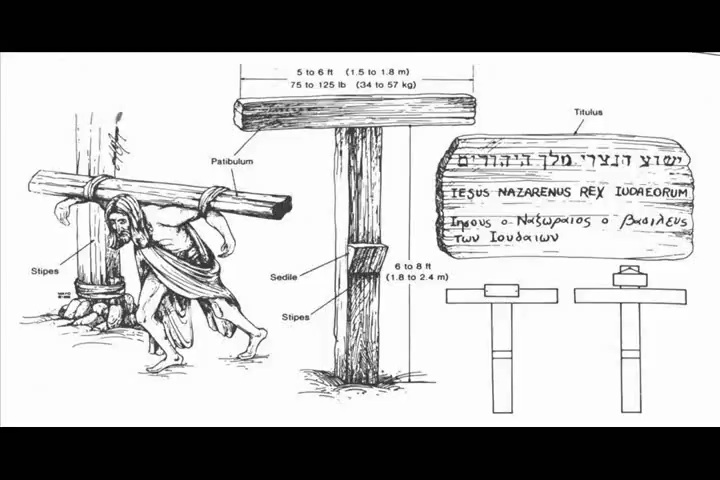 5 to 6 ft (1.5 to 1.8 m)
75 to 125 lb (34 to 57 kg)
Patibulum
Stipes
Sedile
Stipes
6 to 8 ft
(1.8 to 2.4 m)
Titulus
ישוע הנצרי מלך היהודים
IESUS NAZARENUS REX IUDAEORUM
Ιησους ο Ναζωραιος ο βασιλευς
των Ιουδαιων